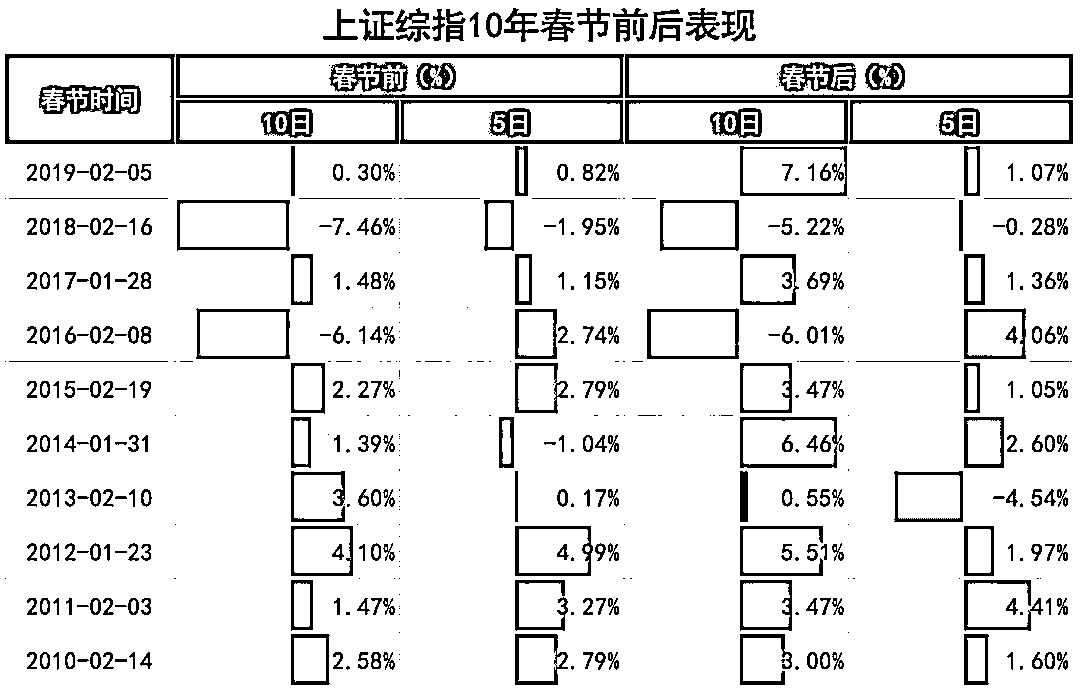 上证综指10年春节前后表现
春节时间 春节前(%) 春节后(%)
10日 5日 10日 5日
2019-02-05 0.30% 0.82% 7.16% 1.07%
2018-02-16 -7.46% -1.95% -5.22% -0.28%
2017-01-28 1.48% 1.15% 3.69% 1.36%
2016-02-08 -6.14% 2.74% -6.01% 4.06%
2015-02-19 2.27% 2.79% 3.47% 1.05%
2014-01-31 1.39% -1.04% 6.46% 2.60%
2013-02-10 3.60% 0.17% 0.55% -4.54%
2012-01-23 4.10% 4.99% 5.51% 1.97%
2011-02-03 1.47% 3.27% 3.47% 4.41%
2010-02-14 2.58% 2.79% 3.00% 1.60%